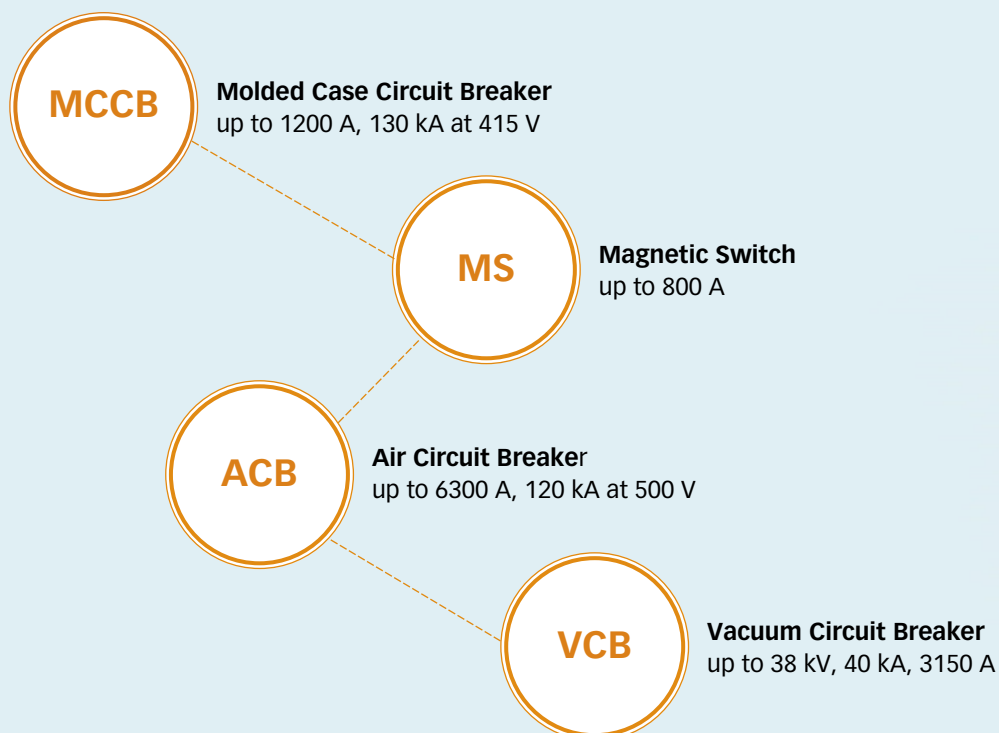 MCCB
Molded Case Circuit Breaker
up to 1200 A, 130 kA at 415 V
MS
Magnetic Switch
up to 800 A
ACB
Air Circuit Breaker
up to 6300 A, 120 kA at 500 V
VCB
Vacuum Circuit Breaker
up to 38 kV, 40 kA, 3150 A